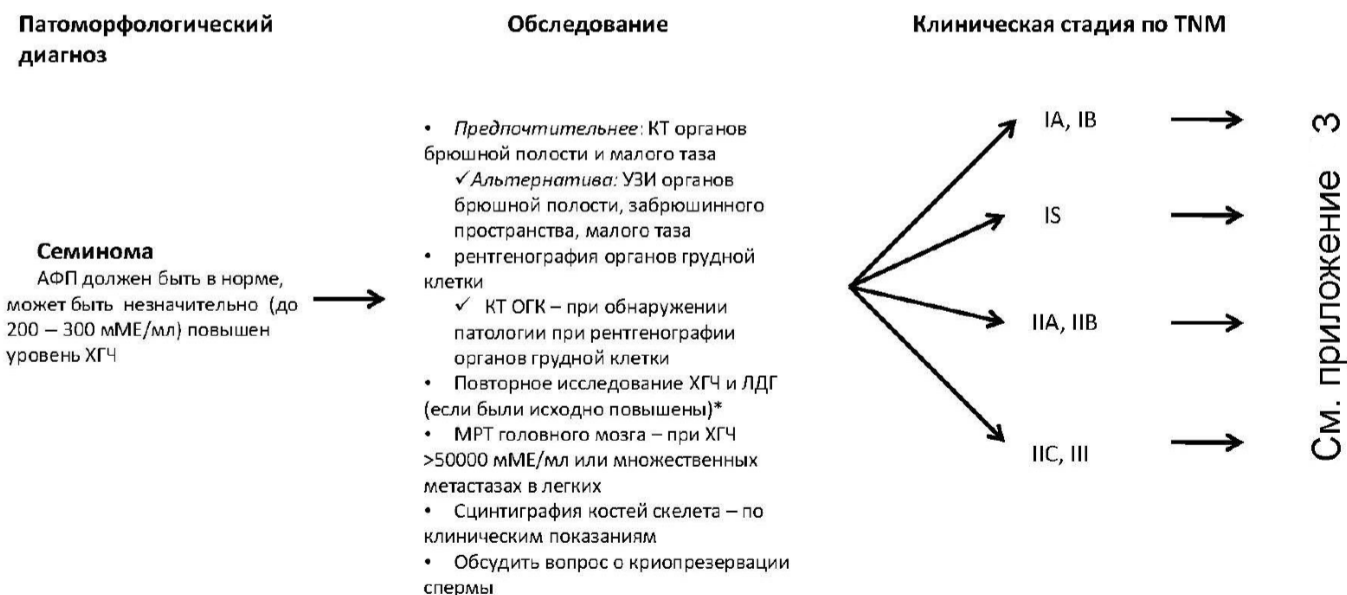 Патоморфологический
диагноз
Обследование
Клиническая стадия по TNM
Семинома
АФП должен быть в норме,
может быть незначительно (до
200 – 300 мМЕ/мл) повышен
уровень ХГЧ
• Предпочтительнее: КТ органов
брюшной полости и малого таза
✓Альтернатива: УЗИ органов
брюшной полости, забрюшинного
пространства, малого таза
• рентгенография органов грудной
клетки
✓ КТ ОГК – при обнаружении
патологии при рентгенографии
органов грудной клетки
• Повторное исследование ХГЧ и ЛДГ
(если были исходно повышены)*
• МРТ головного мозга – при ХГЧ
>50000 мМЕ/мл или множественных
метастазах в легких
• Сцинтиграфия костей скелета – по
клиническим показаниям
• Обсудить вопрос о криопрезервации
спермы
IA, IB
IS
IIA, IIB
IIC, III
См. приложение 3